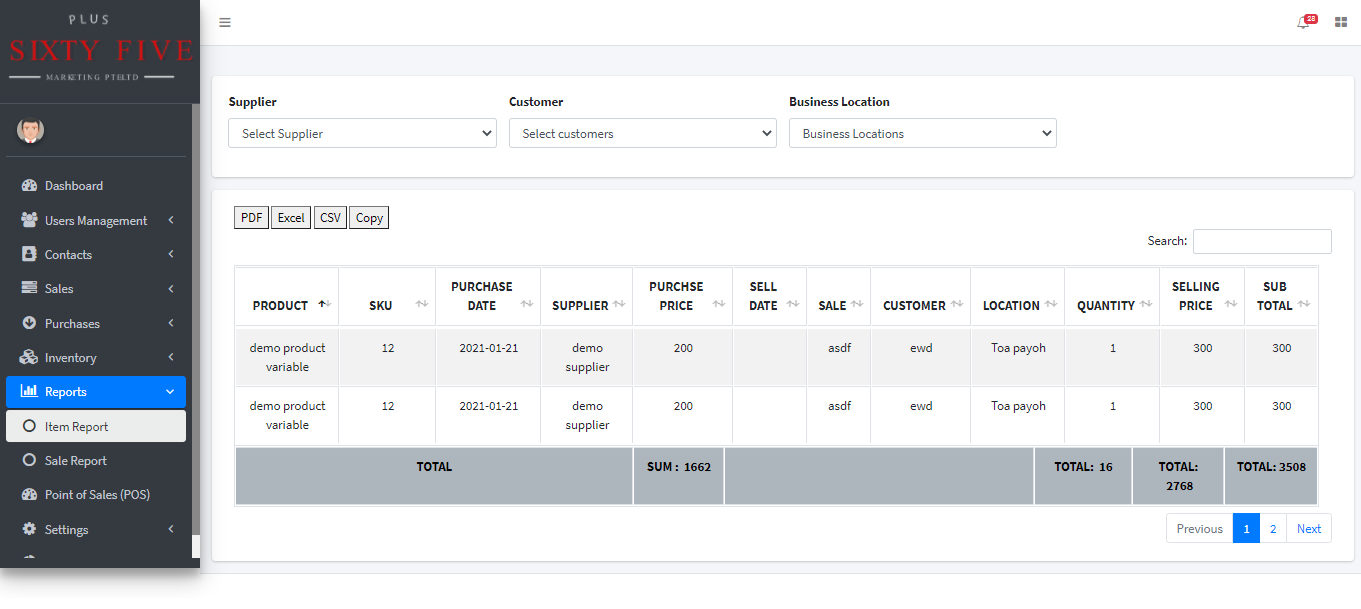 PLUS
SIXTY FIVE
MARKETING PTELTD
28
Dashboard
Users Management
Contacts
Sales
Purchases
Inventory
Reports
Item Report
Sale Report
Point of Sales (POS)
Settings
Supplier
Customer
Business Location
Select Supplier
Select customers
Business Locations
PDF Excel CSV Copy
Search:
PRODUCT SKU PURCHASE DATE SUPPLIER PURCHSE PRICE SELL DATE SALE CUSTOMER LOCATION QUANTITY SELLING PRICE SUB TOTAL
demo product variable 12 2021-01-21 demo supplier 200 asdf ewd Toa payoh 1 300 300
demo product variable 12 2021-01-21 demo supplier 200 asdf ewd Toa payoh 1 300 300
TOTAL SUM : 1662 TOTAL: 16 TOTAL: 2768 TOTAL: 3508
Previous 1 2 Next